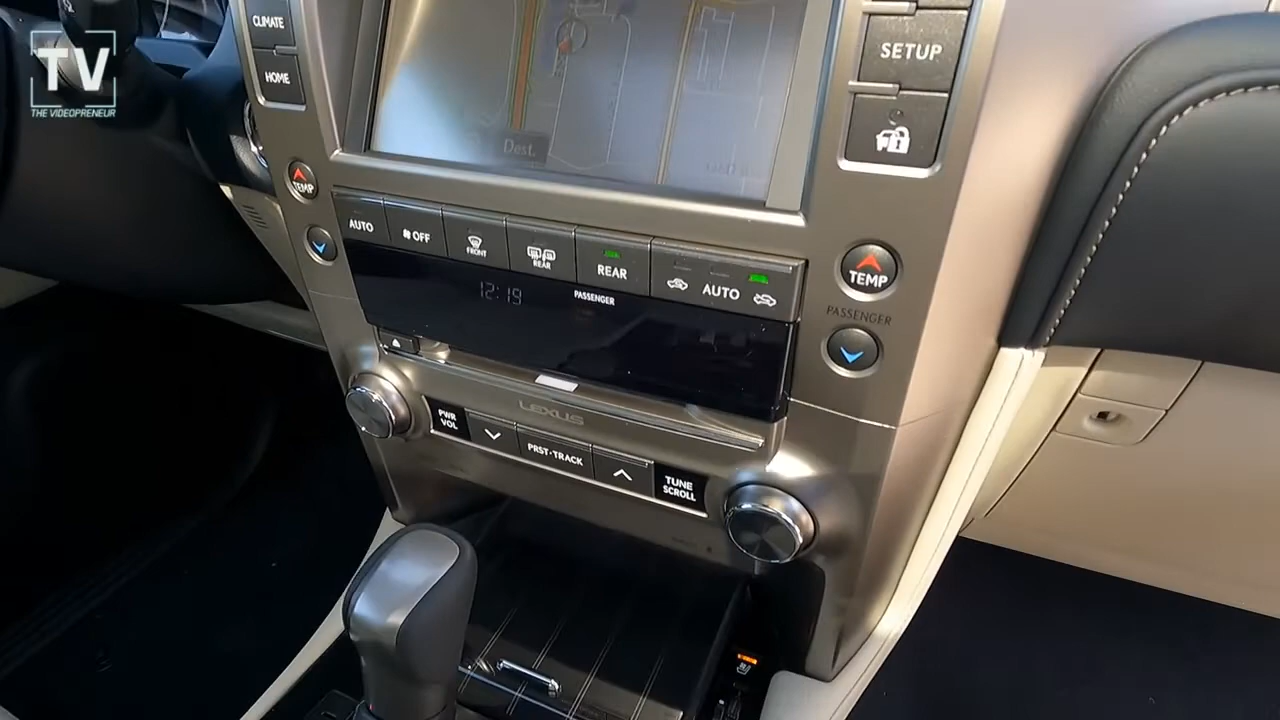 TV
THE VIDEOPRENEUR
CLIMATE
HOME
SETUP
Dest.
TEMP
AUTO
OFF
FRONT
REAR
REAR
AUTO
TEMP
PASSENGER
12:19
PASSENGER
LEXUS
PWR
VOL
PRST·TRACK
TUNE
SCROLL